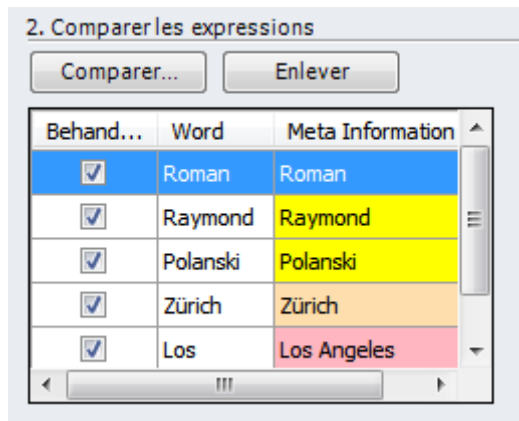 2. Comparer les expressions
Comparer... Enlever
Behand... Word Meta Information
Roman Roman
Raymond Raymond
Polanski Polanski
Zürich Zürich
Los Los Angeles